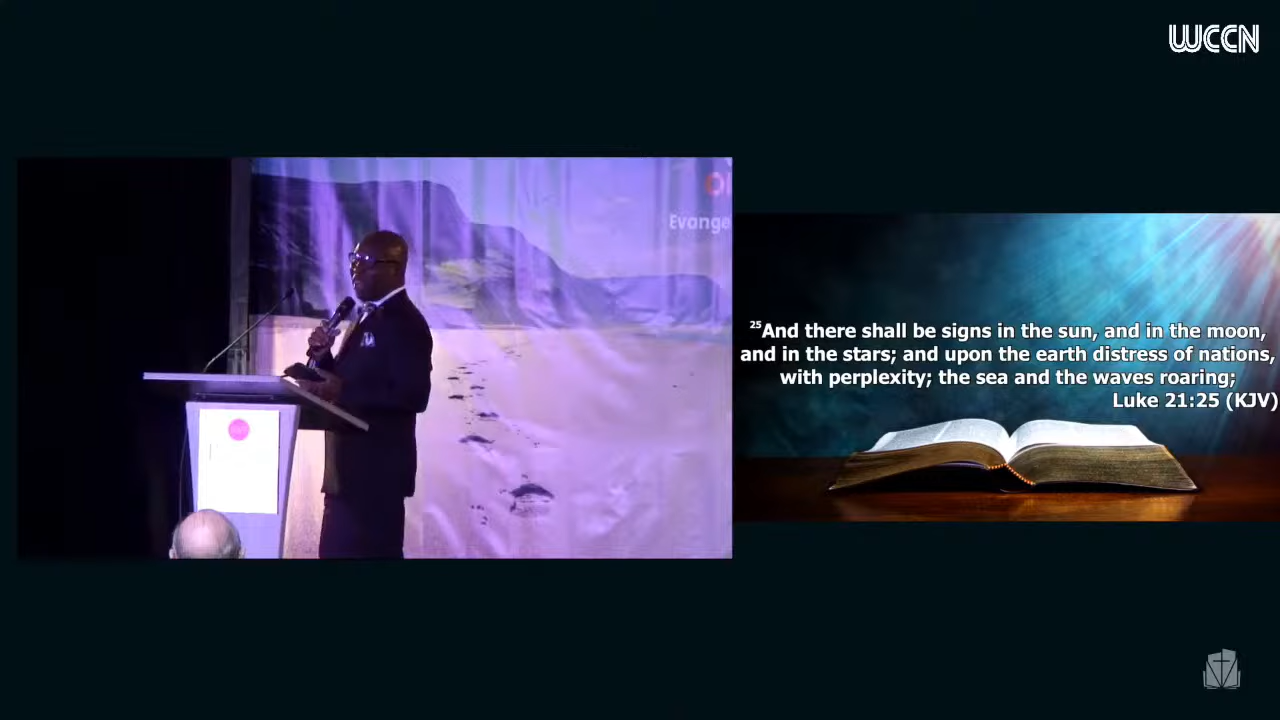 WCCN
Evange
25And there shall be signs in the sun, and in the moon,
and in the stars; and upon the earth distress of nations,
with perplexity; the sea and the waves roaring;
Luke 21:25 (KJV)